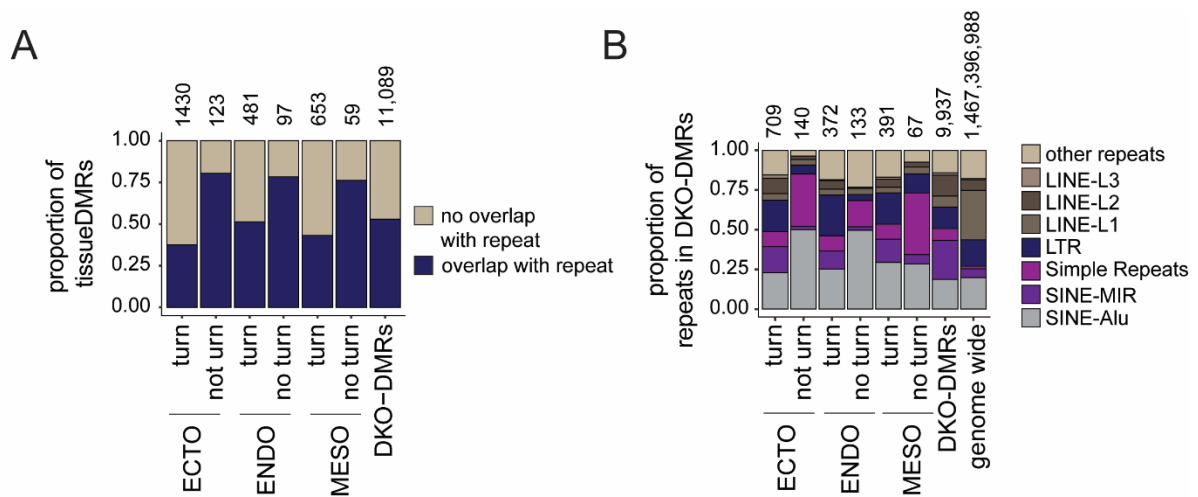 A
proportion of
tissueDMRs
1430
123
481
97
653
59
11,089
1.00
0.75
0.50
0.25
0.00
turn
not urn
turn
no turn
turn
no turn
DKO−DMRs
ECTO
ENDO
MESO
no overlap
with repeat
overlap with repeat
B
proportion of
repeats in DKO-DMRs
709
140
372
133
391
67
9,937
1,467,396,988
1.00
0.75
0.50
0.25
0.00
turn
not urn
turn
no turn
turn
no turn
DKO-DMRs
genome wide
ECTO
ENDO
MESO
other repeats
LINE-L3
LINE-L2
LINE-L1
LTR
Simple Repeats
SINE-MIR
SINE-Alu